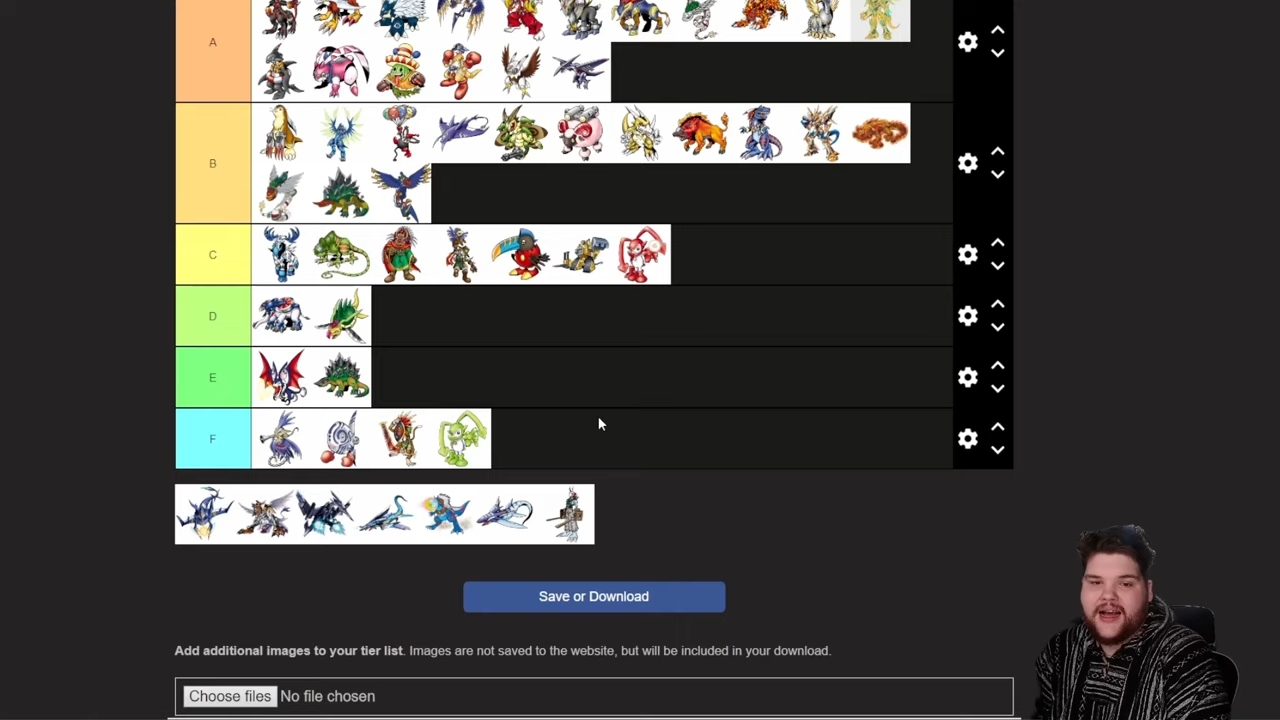 A
B
C
D
E
F
Save or Download
Add additional images to your tier list. Images are not saved to the website, but will be included in your download.
Choose files No file chosen